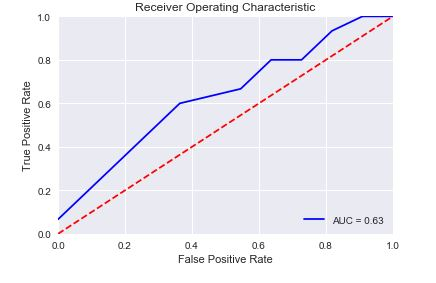 Receiver Operating Characteristic
1.0
0.8
0.6
0.4
0.2
0.0
True Positive Rate
AUC = 0.63
0.0 0.2 0.4 0.6 0.8 1.0
False Positive Rate